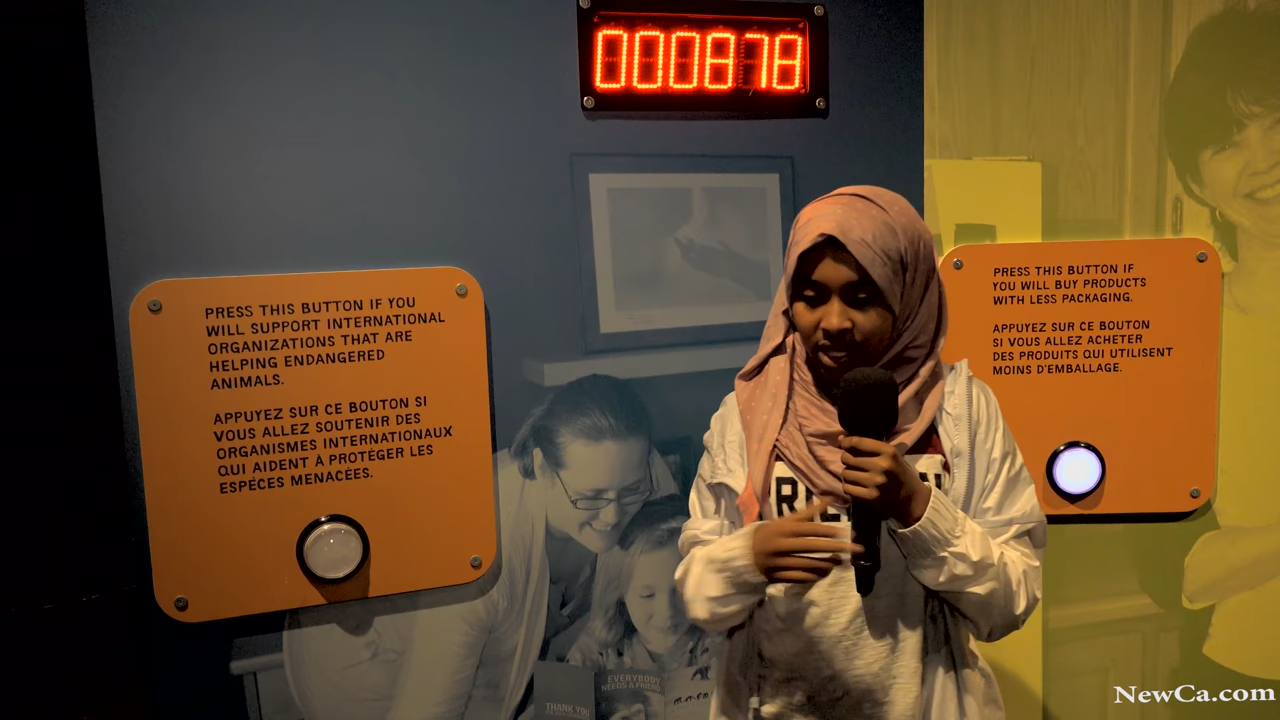 000878
PRESS THIS BUTTON IF YOU
WILL SUPPORT INTERNATIONAL
ORGANIZATIONS THAT ARE
HELPING ENDANGERED
ANIMALS.
APPUYEZ SUR CE BOUTON SI
VOUS ALLEZ SOUTENIR DES
ORGANISMES INTERNATIONAUX
QUI AIDENT À PROTÉGER LES
ESPÈCES MENACÉES.
PRESS THIS BUTTON IF
YOU WILL BUY PRODUCTS
WITH LESS PACKAGING.
APPUYEZ SUR CE BOUTON
SI VOUS ALLEZ ACHETER
DES PRODUITS QUI UTILISENT
MOINS D'EMBALLAGE.
EVERYBODY
NEEDS A FRIEND
THANK YOU
NewCa.com